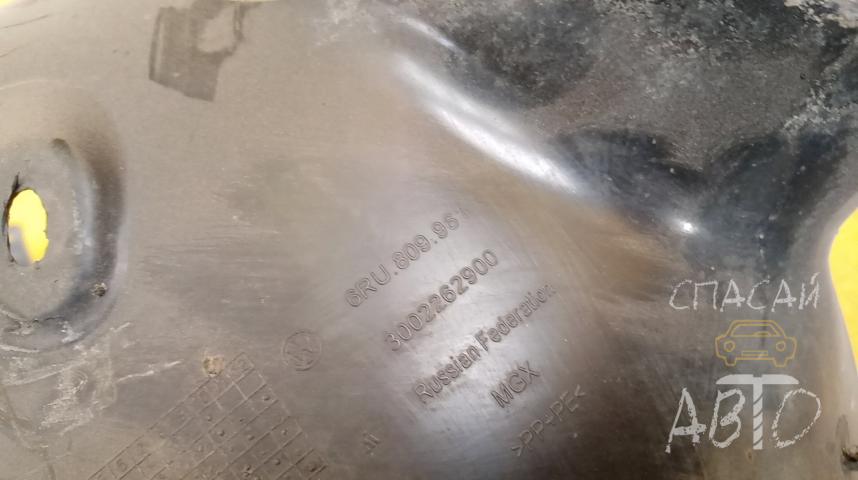 6RU.809.961
3002262900
Russian Federation
MGX
>PP+PE<
СПАСАЙ
АВТО